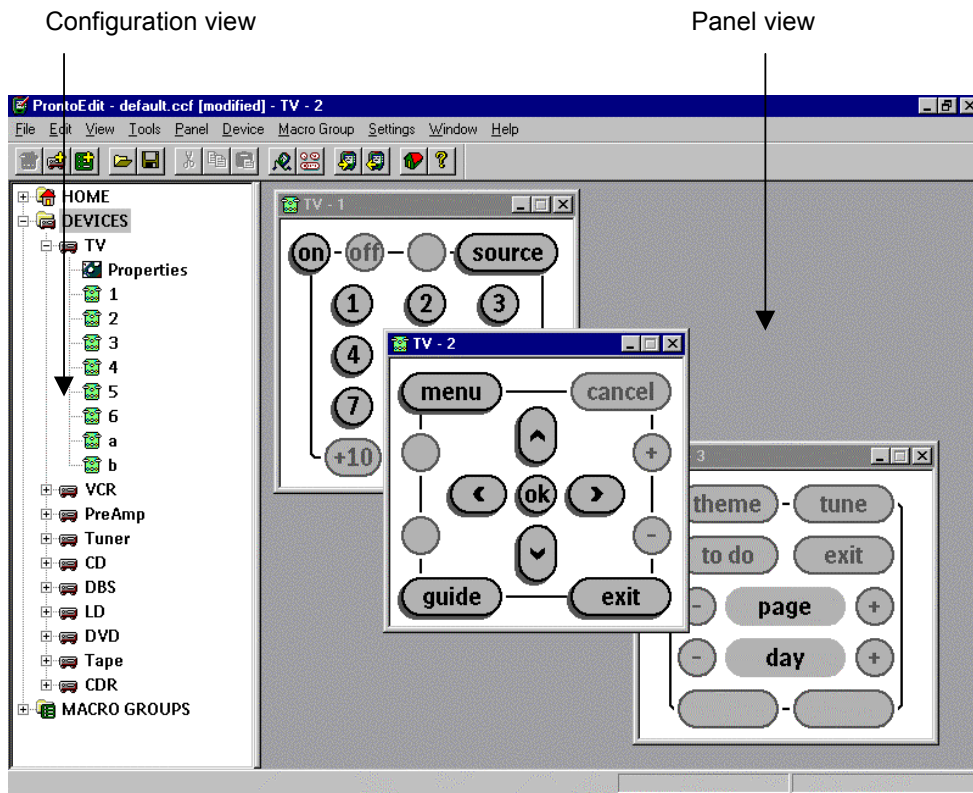 Configuration view
Panel view
ProntoEdit - default.ccf [modified] - TV - 2
File Edit View Tools Panel Device Macro Group Settings Window Help
HOME
DEVICES
TV
Properties
1
2
3
4
5
6
a
b
VCR
PreAmp
Tuner
CD
DBS
LD
DVD
Tape
CDR
MACRO GROUPS
TV - 1
on off source
1 2 3
4
7
+10
TV - 2
menu cancel
+
ok
-
guide exit
3
theme tune
to do exit
- page +
- day +